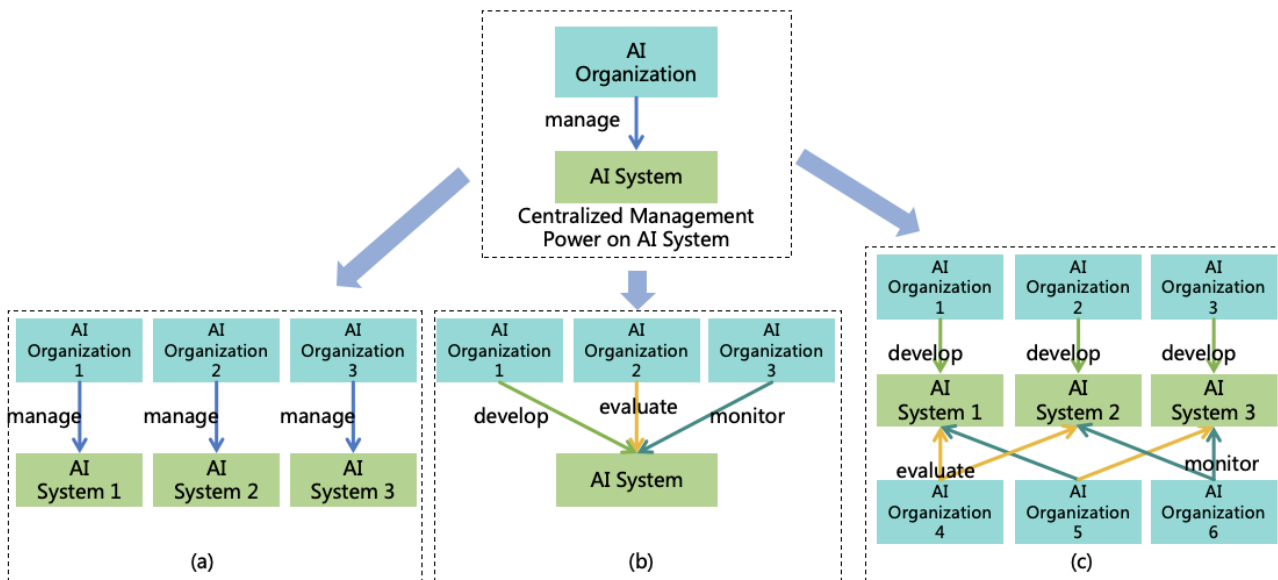 AI
Organization
manage
AI System
Centralized Management
Power on AI System
AI
Organization
1
AI
Organization
2
AI
Organization
3
manage
manage
manage
AI
System 1
AI
System 2
AI
System 3
(a)
AI
Organization
1
AI
Organization
2
AI
Organization
3
develop
evaluate
monitor
AI System
(b)
AI
Organization
1
AI
Organization
2
AI
Organization
3
develop
develop
develop
AI
System 1
AI
System 2
AI
System 3
evaluate
monitor
AI
Organization
4
AI
Organization
5
AI
Organization
6
(c)